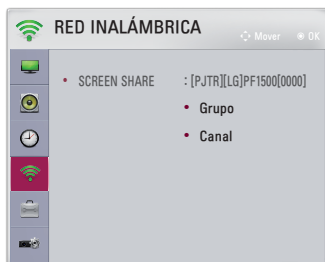 RED INALÁMBRICA
Mover OK
• SCREEN SHARE : [PJTR][LG]PF1500[0000]
• Grupo
• Canal